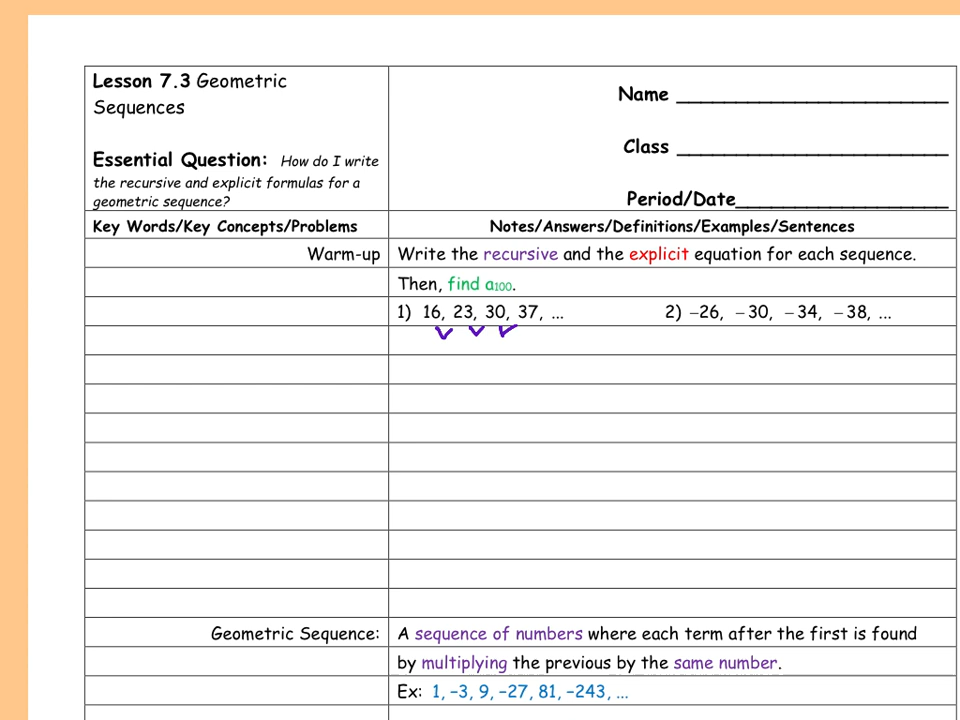 Lesson 7.3 Geometric
Sequences
Name ________________________
Class ________________________
Essential Question: How do I write
the recursive and explicit formulas for a
geometric sequence?
Period/Date___________________
Key Words/Key Concepts/Problems
Notes/Answers/Definitions/Examples/Sentences
Warm-up
Write the recursive and the explicit equation for each sequence.
Then, find a₁₀₀.
1) 16, 23, 30, 37, ...
2) −26, −30, −34, −38, ...
Geometric Sequence:
A sequence of numbers where each term after the first is found
by multiplying the previous by the same number.
Ex: 1, −3, 9, −27, 81, −243, ...